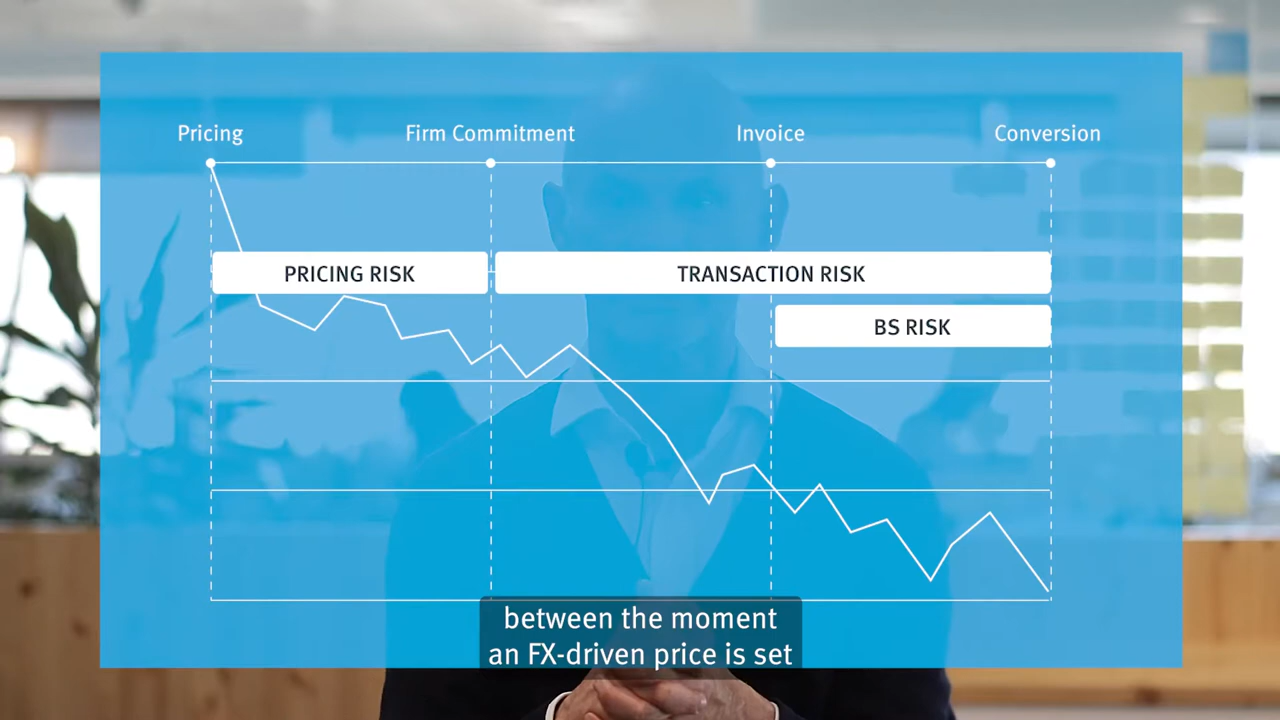 Pricing
Firm Commitment
Invoice
Conversion
PRICING RISK
TRANSACTION RISK
BS RISK
between the moment
an FX-driven price is set